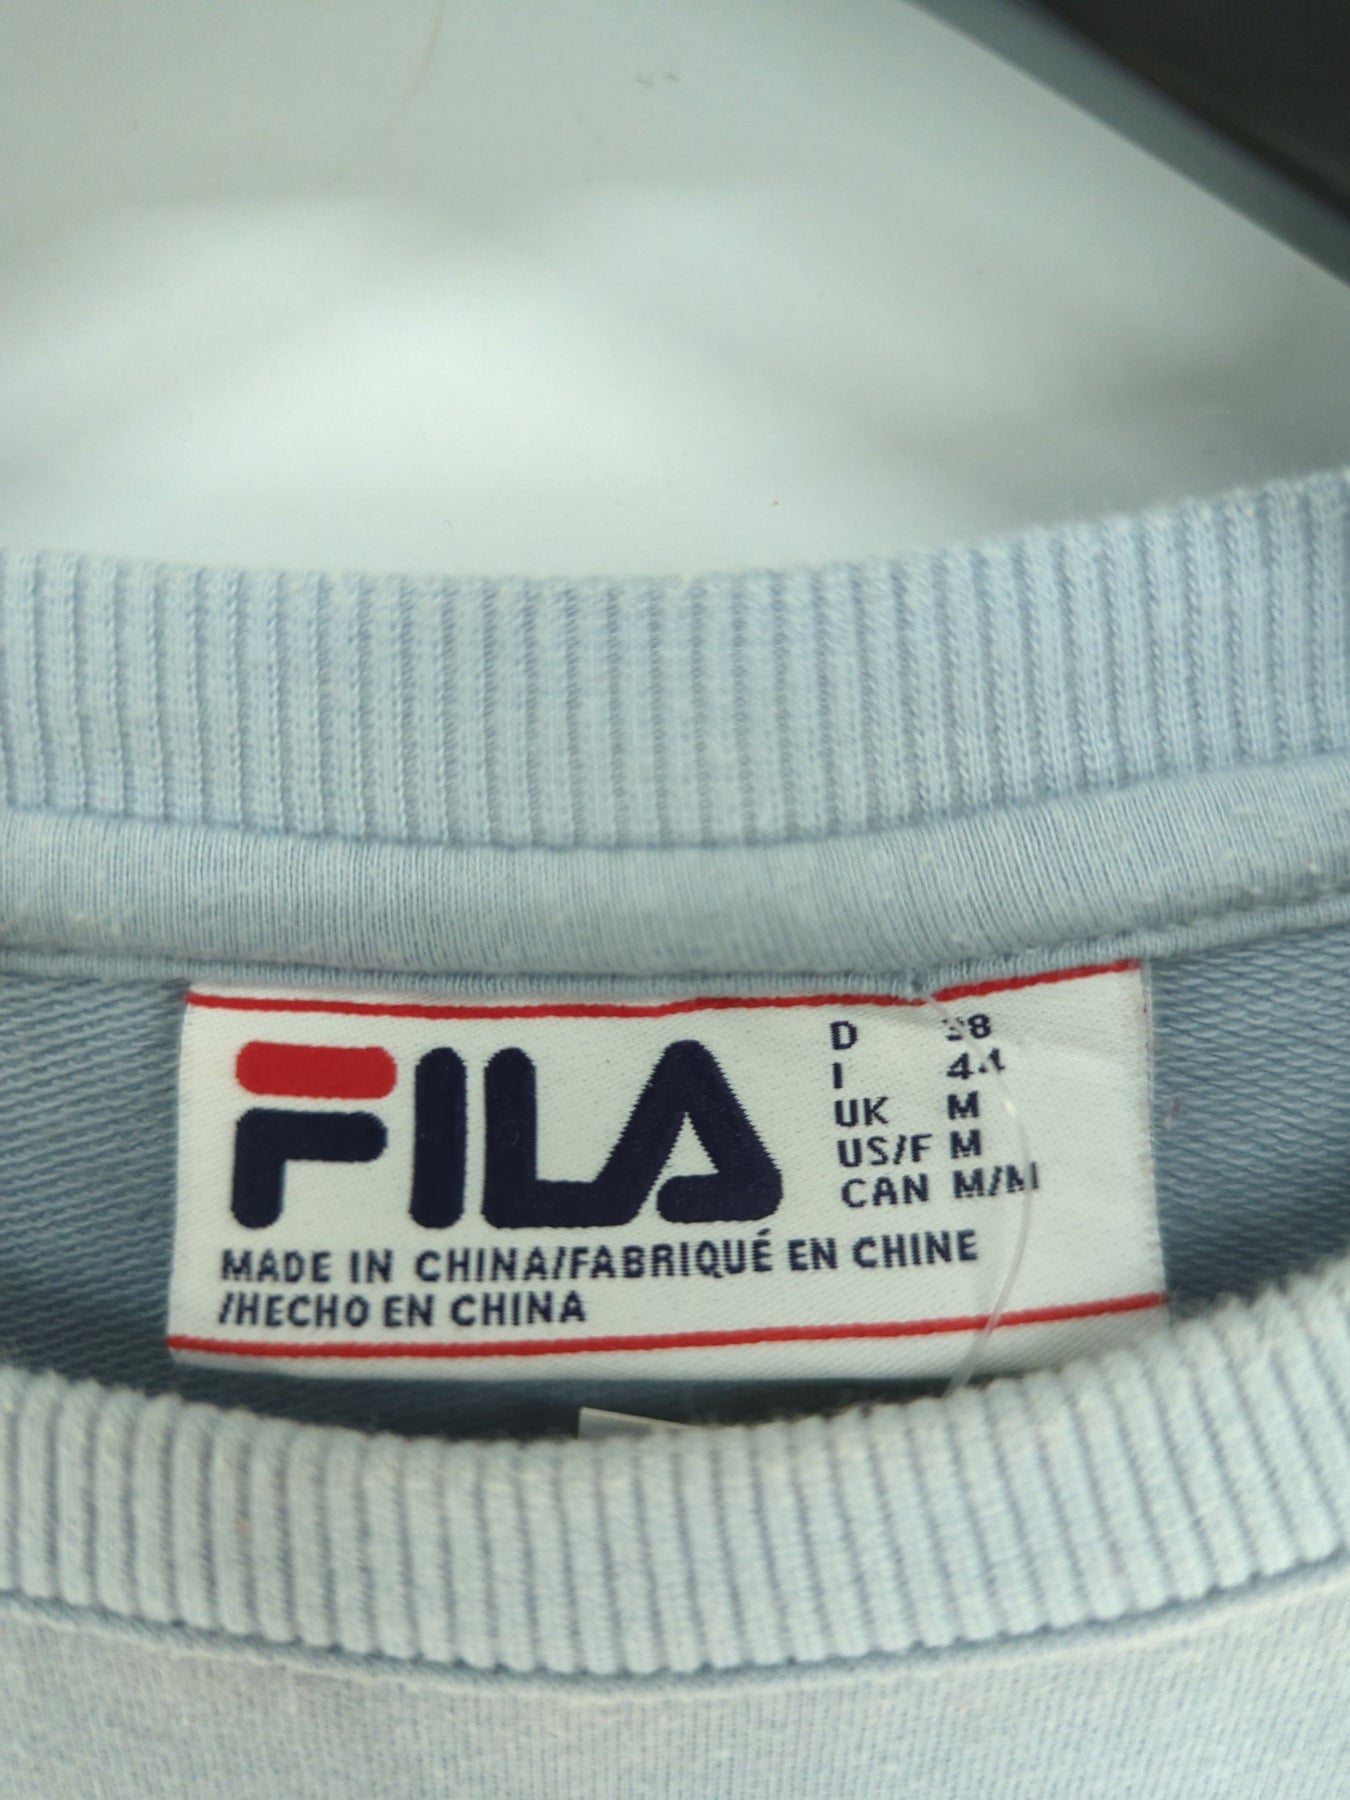 FILA
D 38
I 44
UK M
US/F M
CAN M/M
MADE IN CHINA/FABRIQUÉ EN CHINE
/HECHO EN CHINA